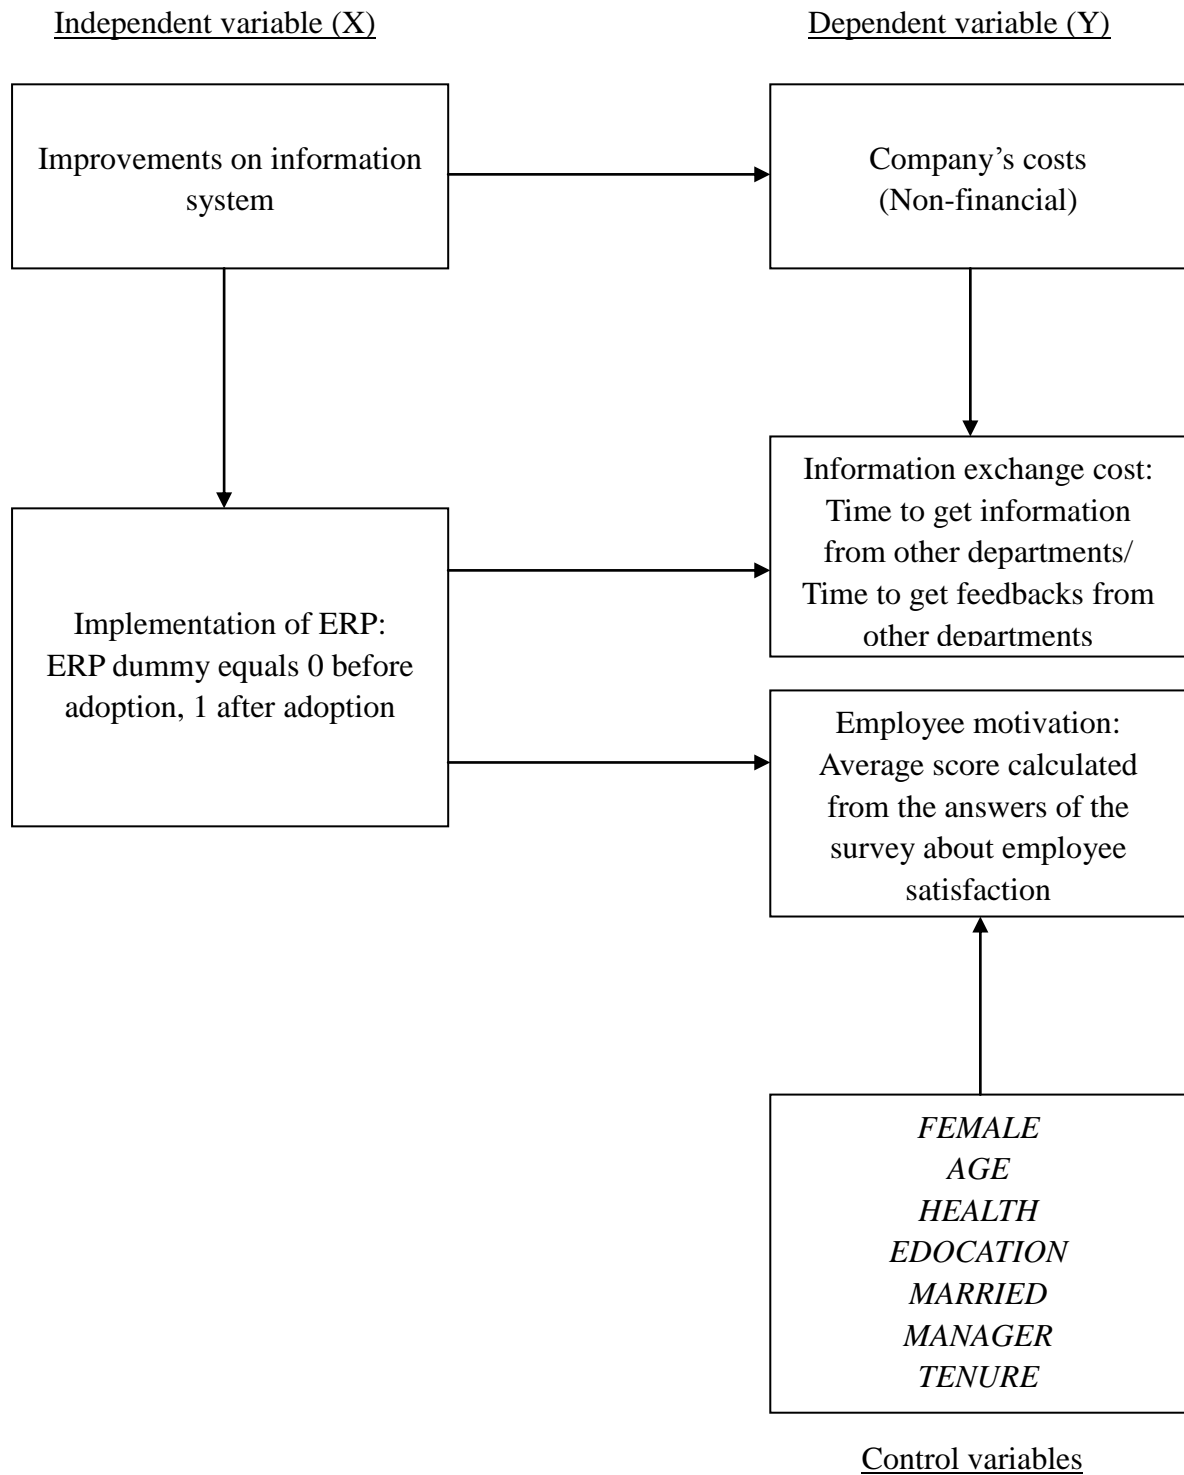 Independent variable (X)
Dependent variable (Y)
Improvements on information
system
Company’s costs
(Non-financial)
Information exchange cost:
Time to get information
from other departments/
Time to get feedbacks from
other departments
Implementation of ERP:
ERP dummy equals 0 before
adoption, 1 after adoption
Employee motivation:
Average score calculated
from the answers of the
survey about employee
satisfaction
FEMALE
AGE
HEALTH
EDOCATION
MARRIED
MANAGER
TENURE
Control variables